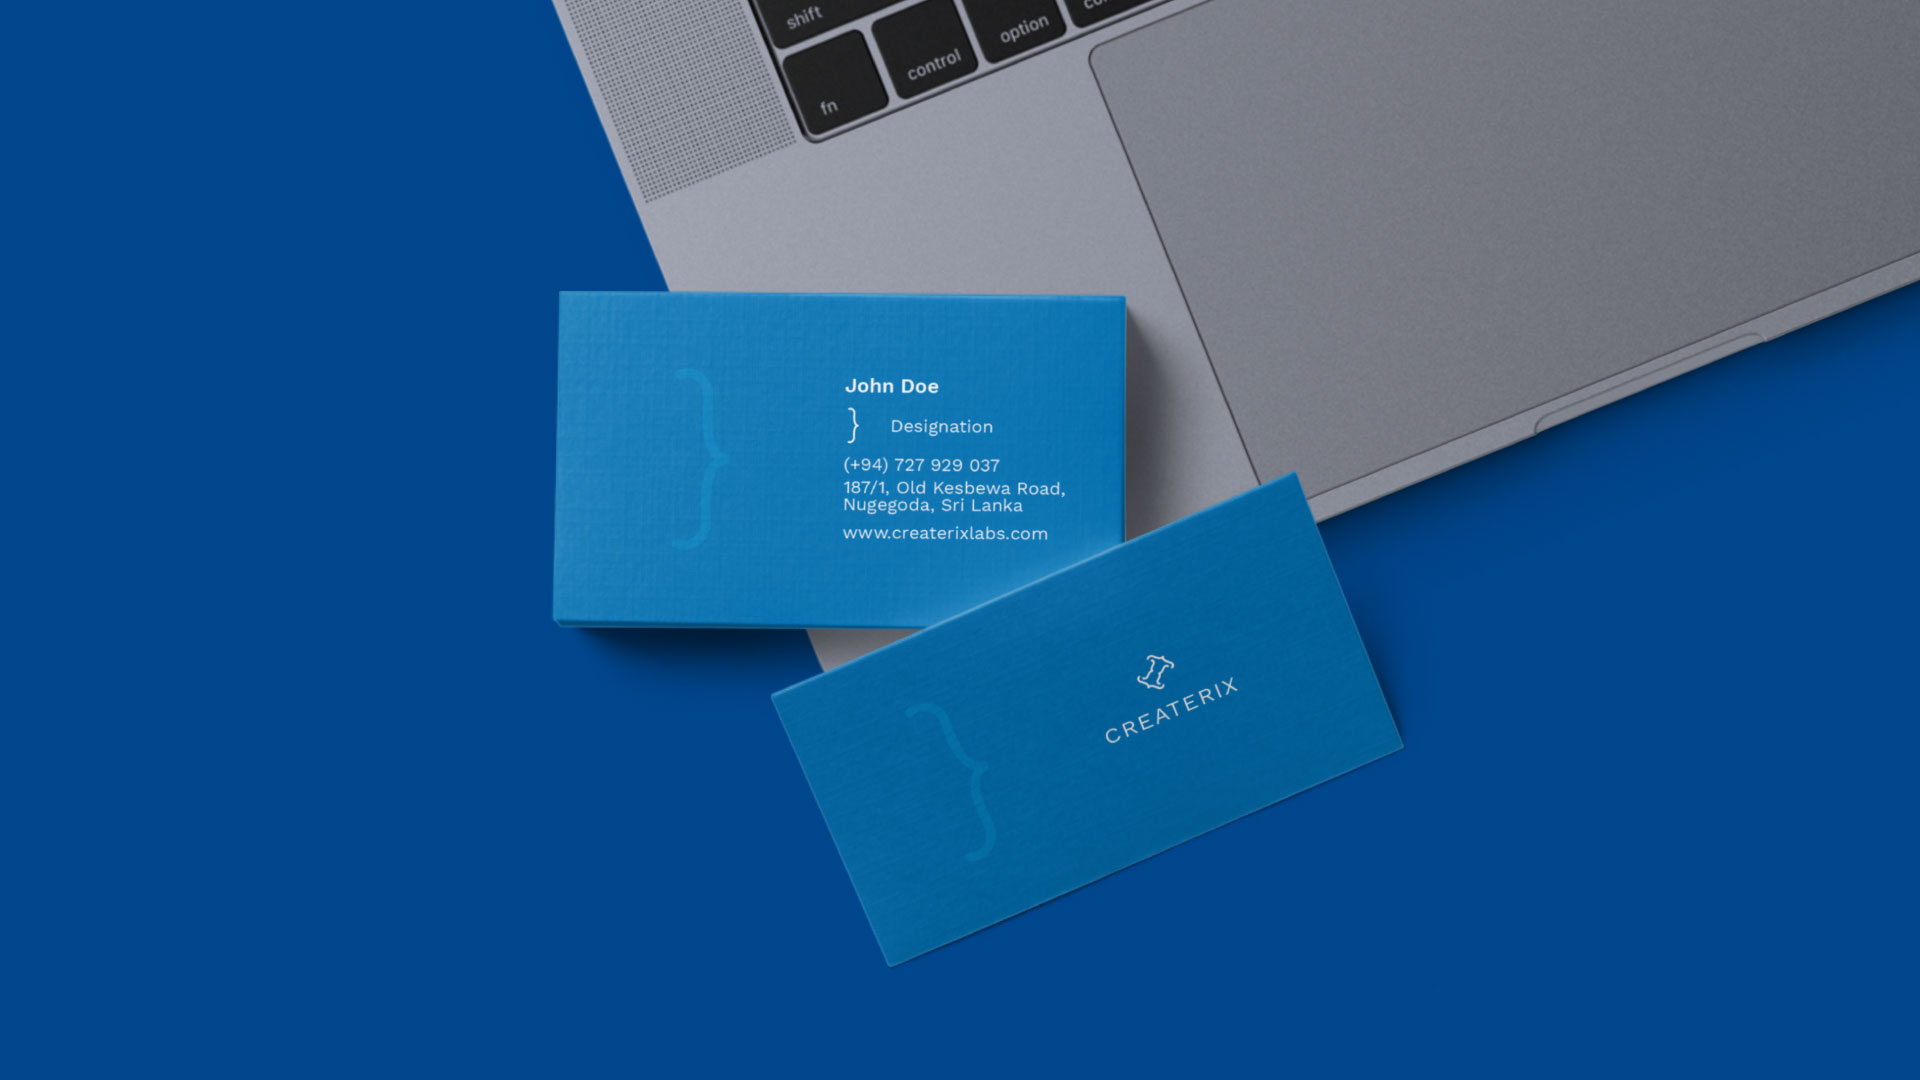 shift
fn
control
option
John Doe
} Designation
(+94) 727 929 037
187/1, Old Kesbewa Road,
Nugegoda, Sri Lanka
www.createrixlabs.com
CREATERIX